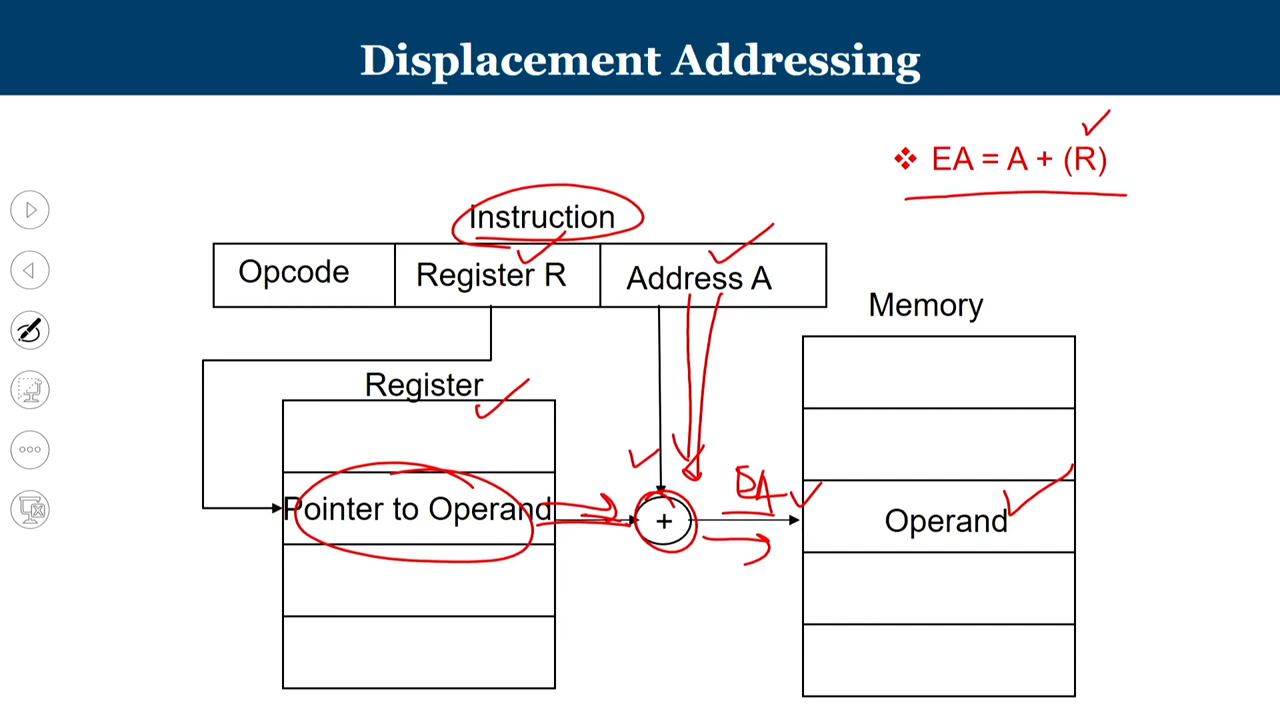 Displacement Addressing
❖ EA = A + (R)
Instruction
Opcode
Register R
Address A
Memory
Register
Pointer to Operand
+
EA
Operand